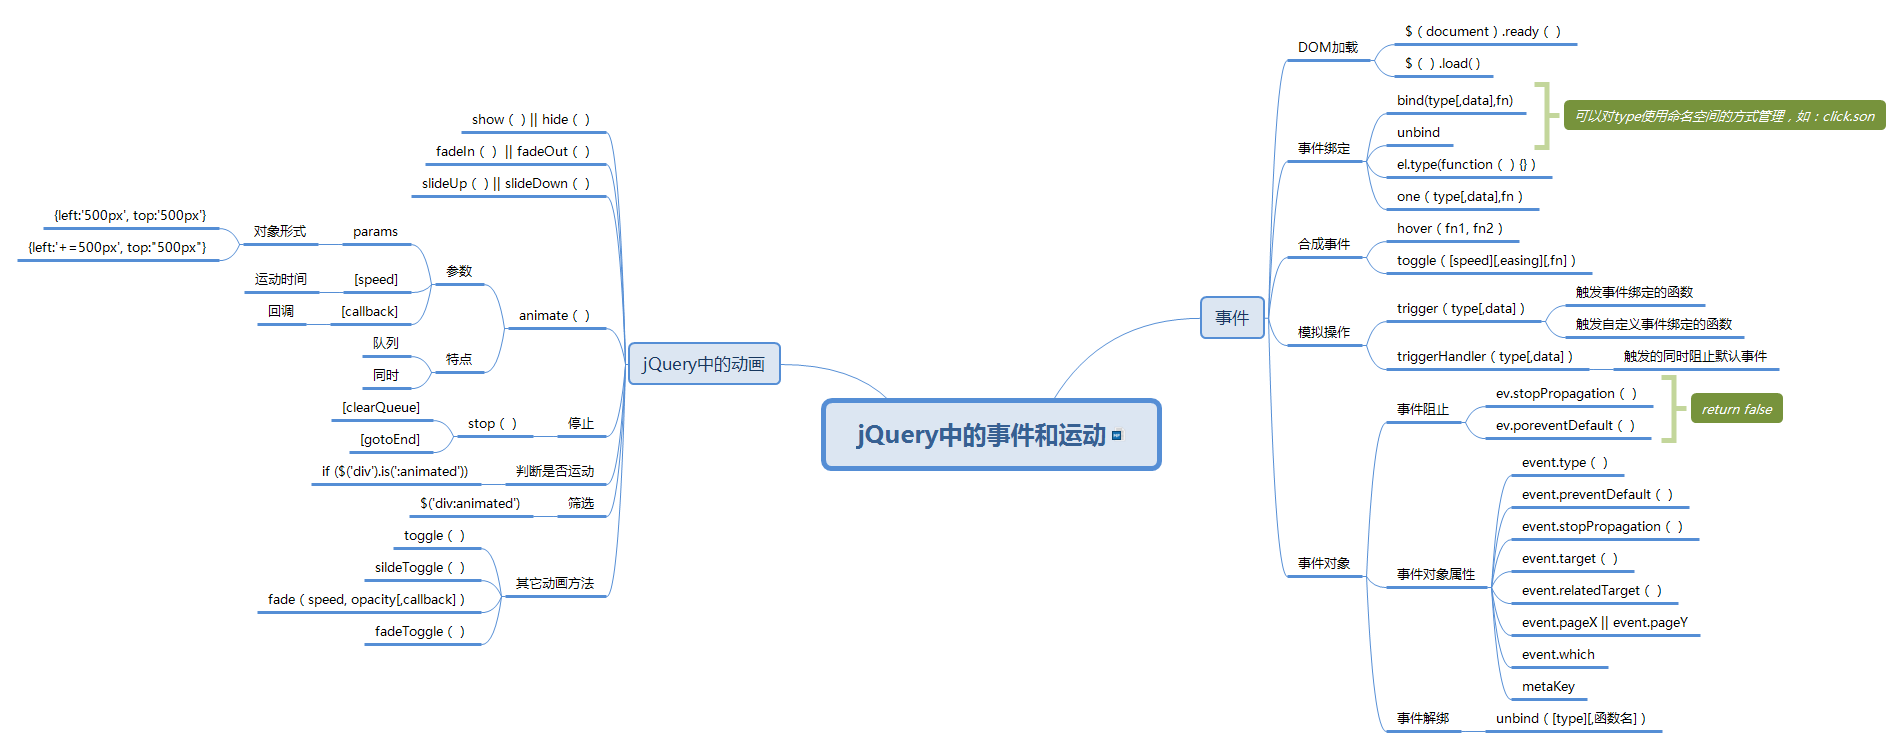 jQuery中的事件和运动
事件
DOM加载
$（document）.ready（ ）
$（ ）.load( )
事件绑定
bind(type[,data],fn)
unbind
可以对type使用命名空间的方式管理，如：click.son
el.type(function（ ）{}）
one（type[,data],fn）
合成事件
hover（fn1, fn2）
toggle（[speed][,easing][,fn]）
模拟操作
trigger（type[,data]）
触发事件绑定的函数
触发自定义事件绑定的函数
triggerHandler（type[,data]）
触发的同时阻止默认事件
事件对象
事件阻止
ev.stopPropagation（ ）
ev.poreventDefault（ ）
return false
事件对象属性
event.type（ ）
event.preventDefault（ ）
event.stopPropagation（ ）
event.target（ ）
event.relatedTarget（ ）
event.pageX || event.pageY
event.which
metaKey
事件解绑
unbind（[type][,函数名]）
jQuery中的动画
show（ ）|| hide（ ）
fadeIn（ ） || fadeOut（ ）
slideUp（ ）|| slideDown（ ）
animate（ ）
参数
params
对象形式
{left:'500px', top:'500px'}
{left:'+=500px', top:"500px"}
[speed]
运动时间
[callback]
回调
特点
队列
同时
停止
stop（ ）
[clearQueue]
[gotoEnd]
判断是否运动
if ($('div').is(':animated'))
筛选
$('div:animated')
其它动画方法
toggle（ ）
sildeToggle（ ）
fade（speed, opacity[,callback]）
fadeToggle（ ）